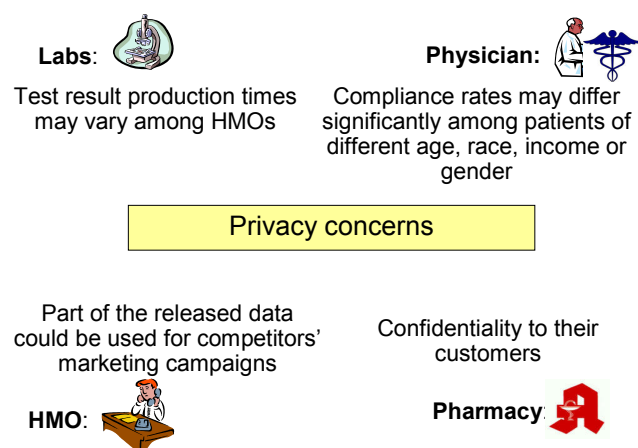 Labs:
Test result production times
may vary among HMOs
Physician:
Compliance rates may differ
significantly among patients of
different age, race, income or
gender
Privacy concerns
Part of the released data
could be used for competitors’
marketing campaigns
HMO:
Confidentiality to their
customers
Pharmacy: